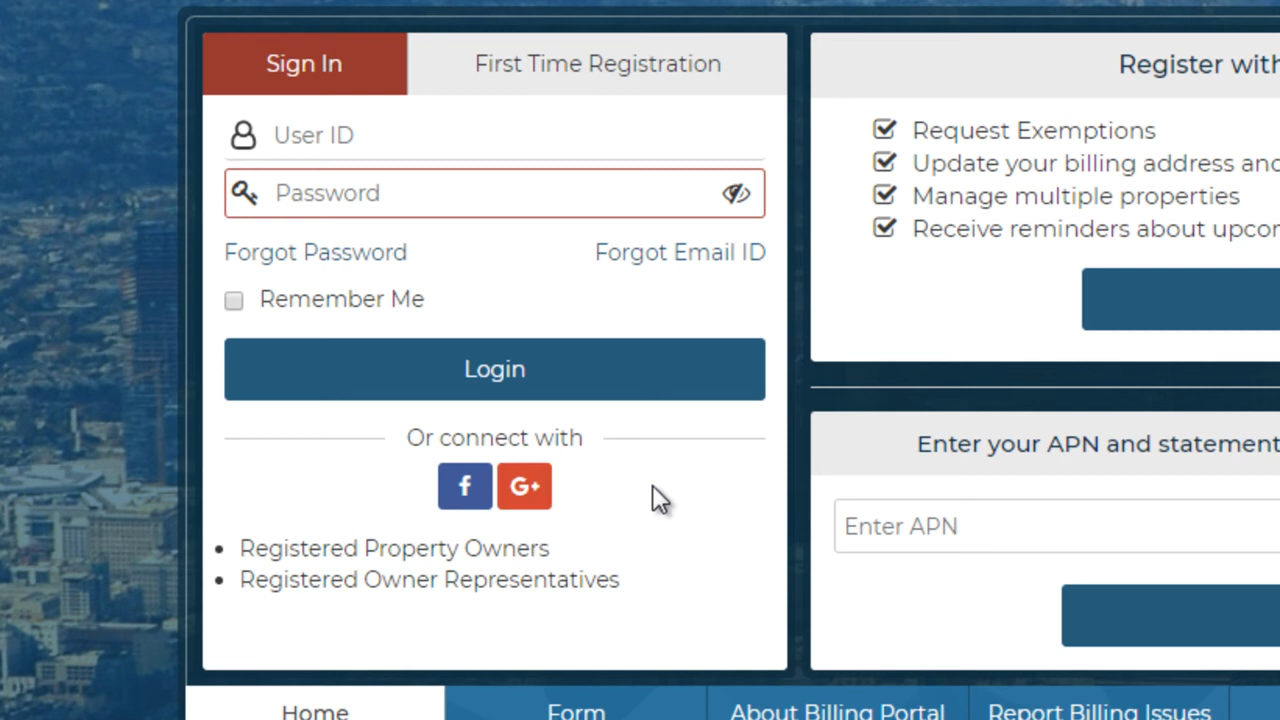 Sign In
First Time Registration
User ID
Password
Forgot Password
Forgot Email ID
Remember Me
Login
Or connect with
f
G+
Registered Property Owners
Registered Owner Representatives
Register with
Request Exemptions
Update your billing address and
Manage multiple properties
Receive reminders about upcom
Enter your APN and statement
Enter APN
Home
Form
About Billing Portal
Report Billing Issues